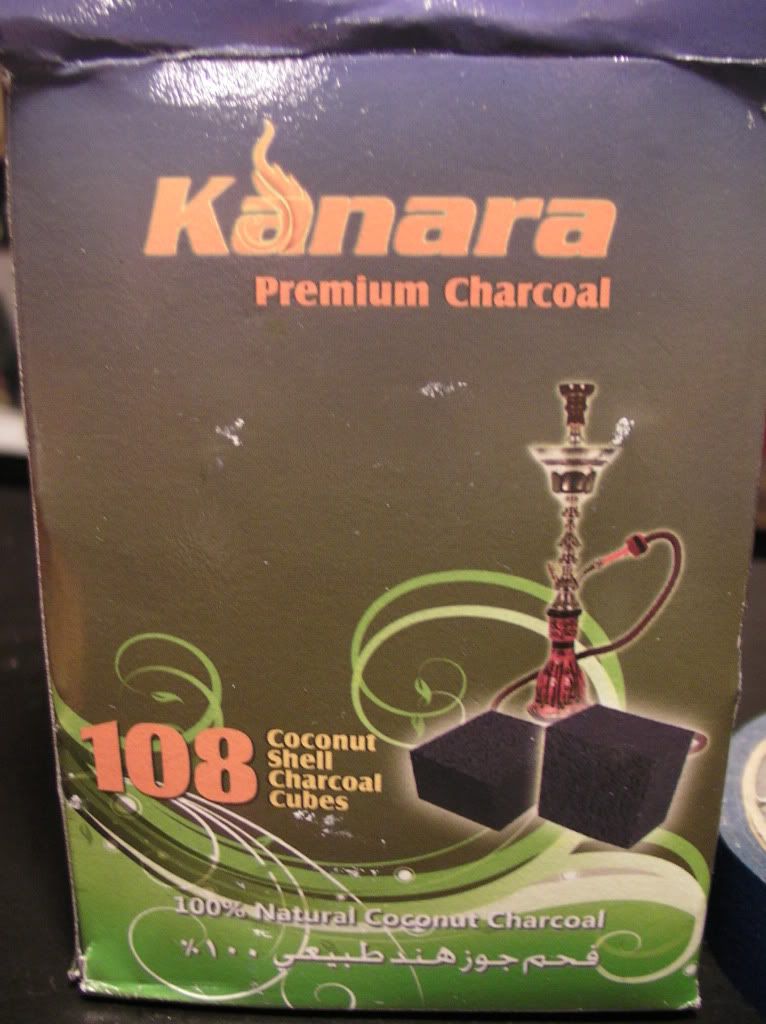 Kanara
Premium Charcoal
108
Coconut
Shell
Charcoal
Cubes
100% Natural Coconut Charcoal
فحم جوز هند طبيعي ١٠٠%